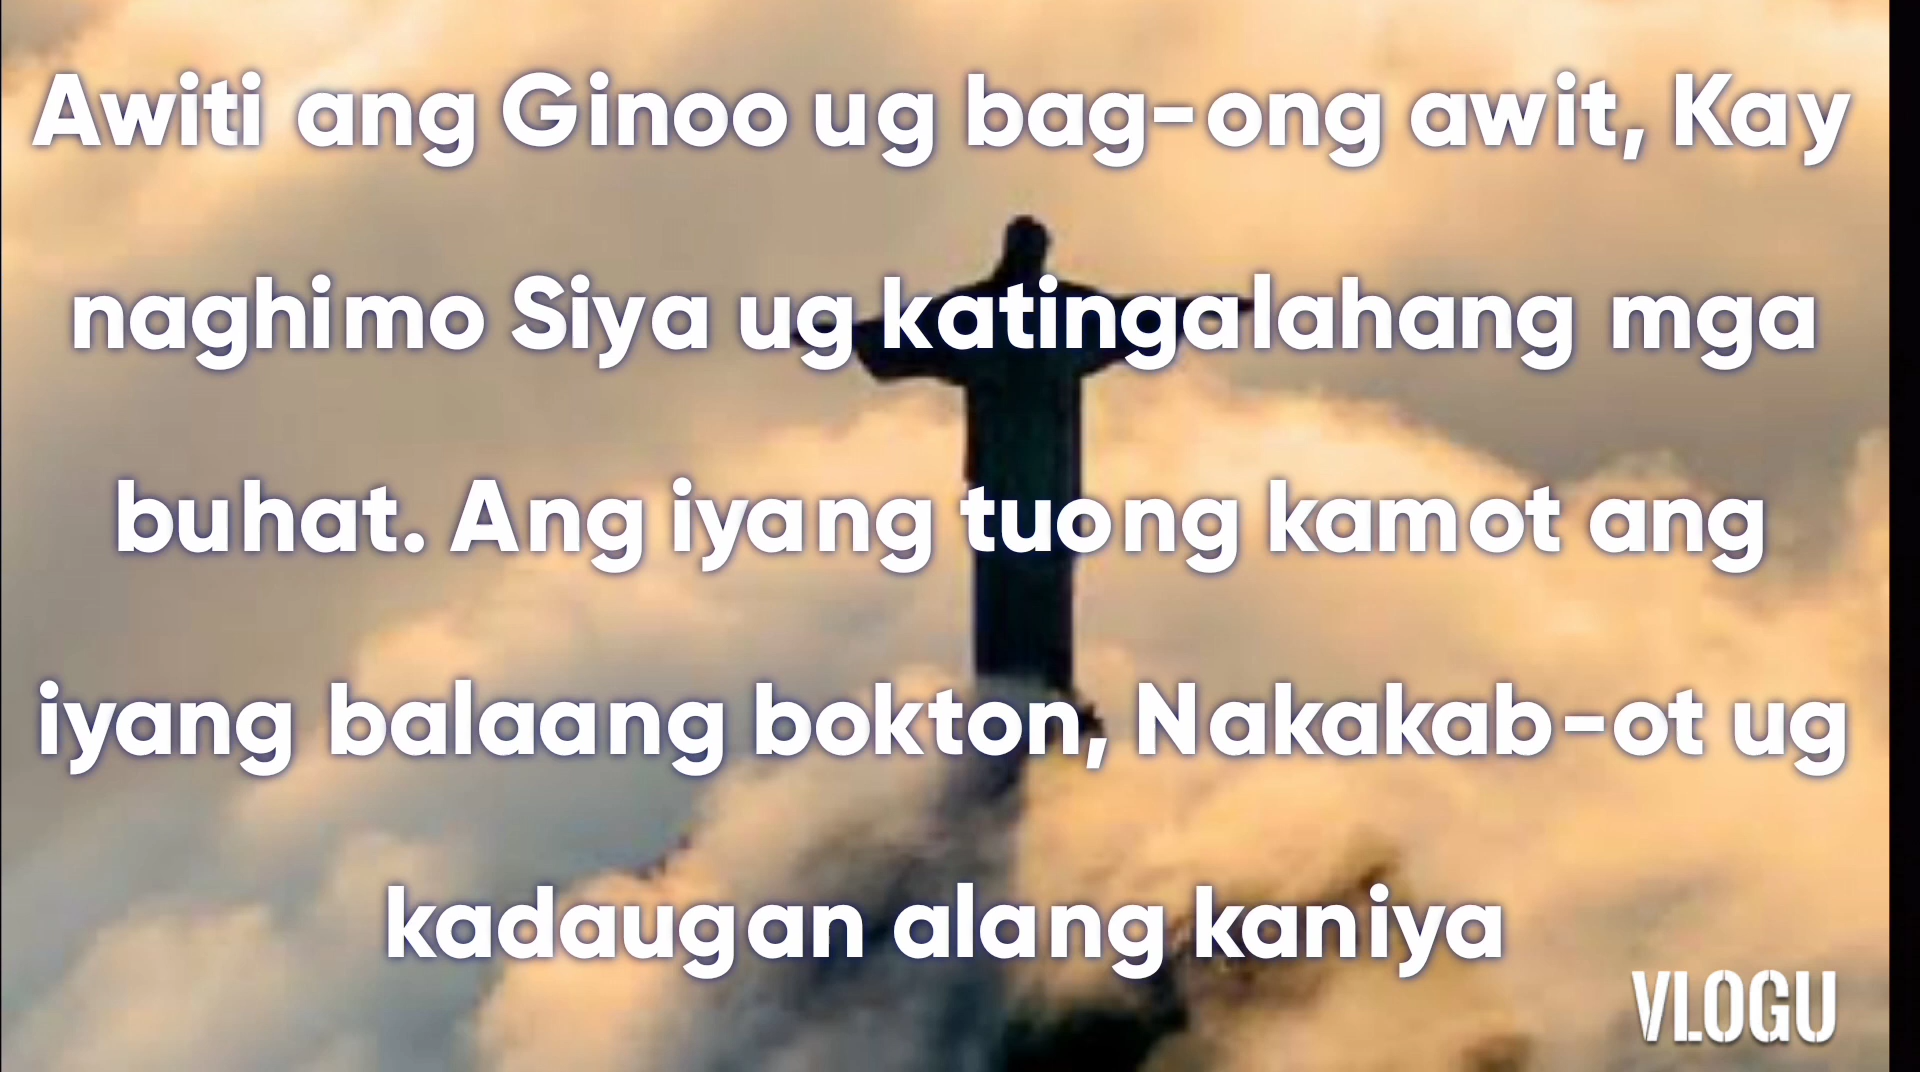 Awiti ang Ginoo ug bag-ong awit, Kay
naghimo Siya ug katingalahang mga
buhat. Ang iyang tuong kamot ang
iyang balaang bokton, Nakakab-ot ug
kadaugan alang kaniya
VLOGU